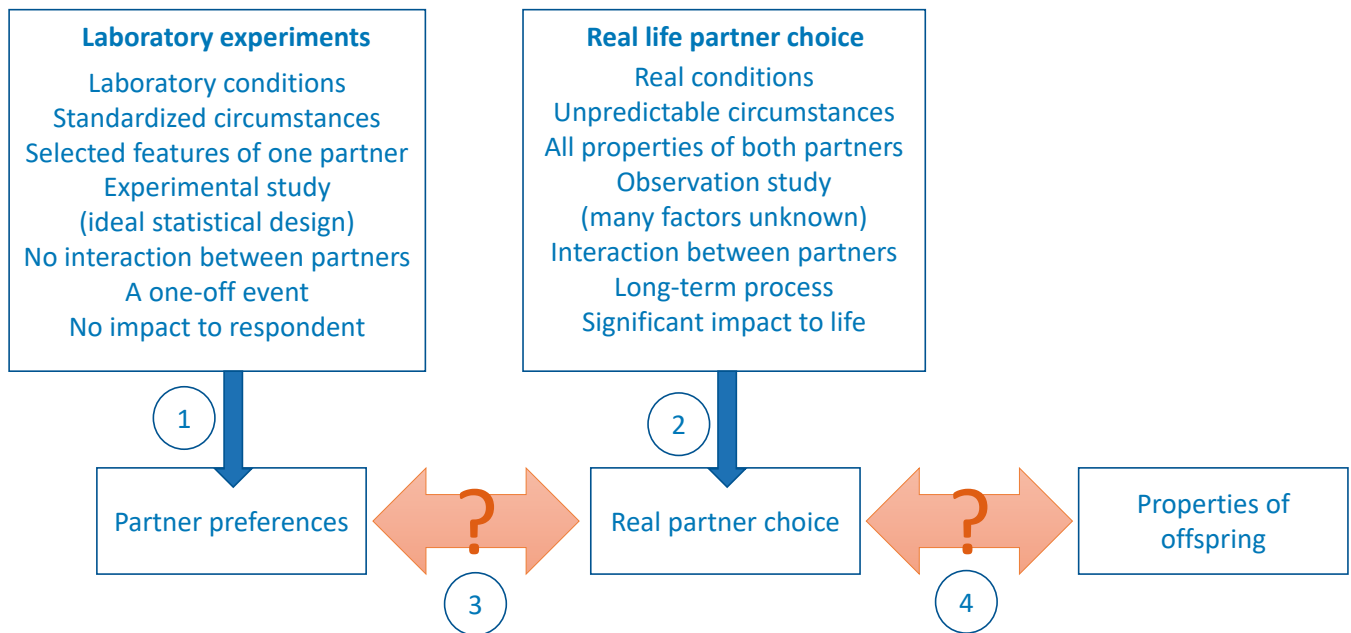 Laboratory experiments
Laboratory conditions
Standardized circumstances
Selected features of one partner
Experimental study
(ideal statistical design)
No interaction between partners
A one-off event
No impact to respondent
Real life partner choice
Real conditions
Unpredictable circumstances
All properties of both partners
Observation study
(many factors unknown)
Interaction between partners
Long-term process
Significant impact to life
1
2
Partner preferences
?
Real partner choice
?
Properties of
offspring
3
4